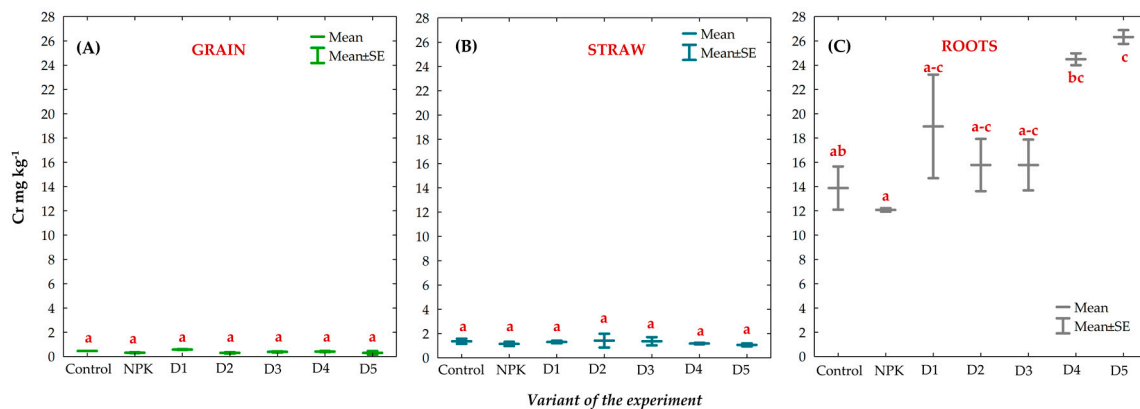 Cr mg kg-1
28
26
24
22
20
18
16
14
12
10
8
6
4
2
0
(A)
GRAIN
Mean
Mean±SE
a a a a a a a
Control NPK D1 D2 D3 D4 D5
28
26
24
22
20
18
16
14
12
10
8
6
4
2
0
(B)
STRAW
Mean
Mean±SE
a a a a a a a
Control NPK D1 D2 D3 D4 D5
28
26
24
22
20
18
16
14
12
10
8
6
4
2
0
(C)
ROOTS
ab a a-c a-c a-c bc c
Mean
Mean±SE
Control NPK D1 D2 D3 D4 D5
Variant of the experiment